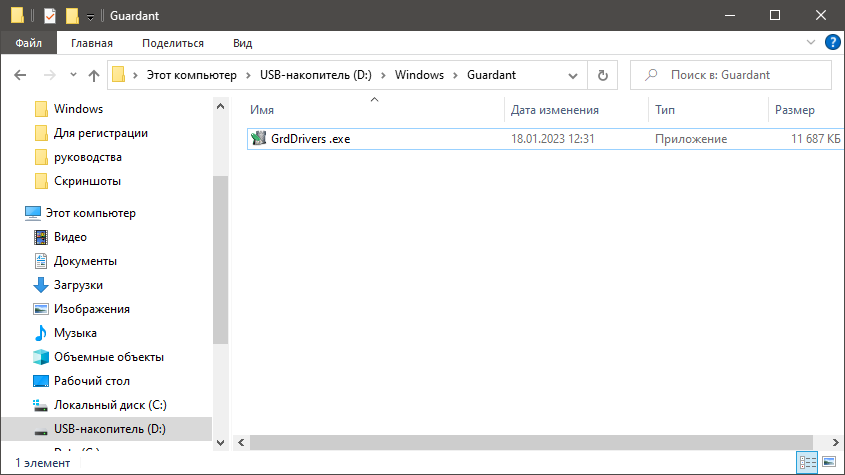 Guardant
Файл Главная Поделиться Вид
Этот компьютер USB-накопитель (D:) Windows Guardant Поиск в: Guardant
Имя Дата изменения Тип Размер
GrdDrivers .exe 18.01.2023 12:31 Приложение 11 687 КБ
Windows
Для регистрации
руководства
Скриншоты
Этот компьютер
Видео
Документы
Загрузки
Изображения
Музыка
Объемные объекты
Рабочий стол
Локальный диск (C:)
USB-накопитель (D:)
1 элемент